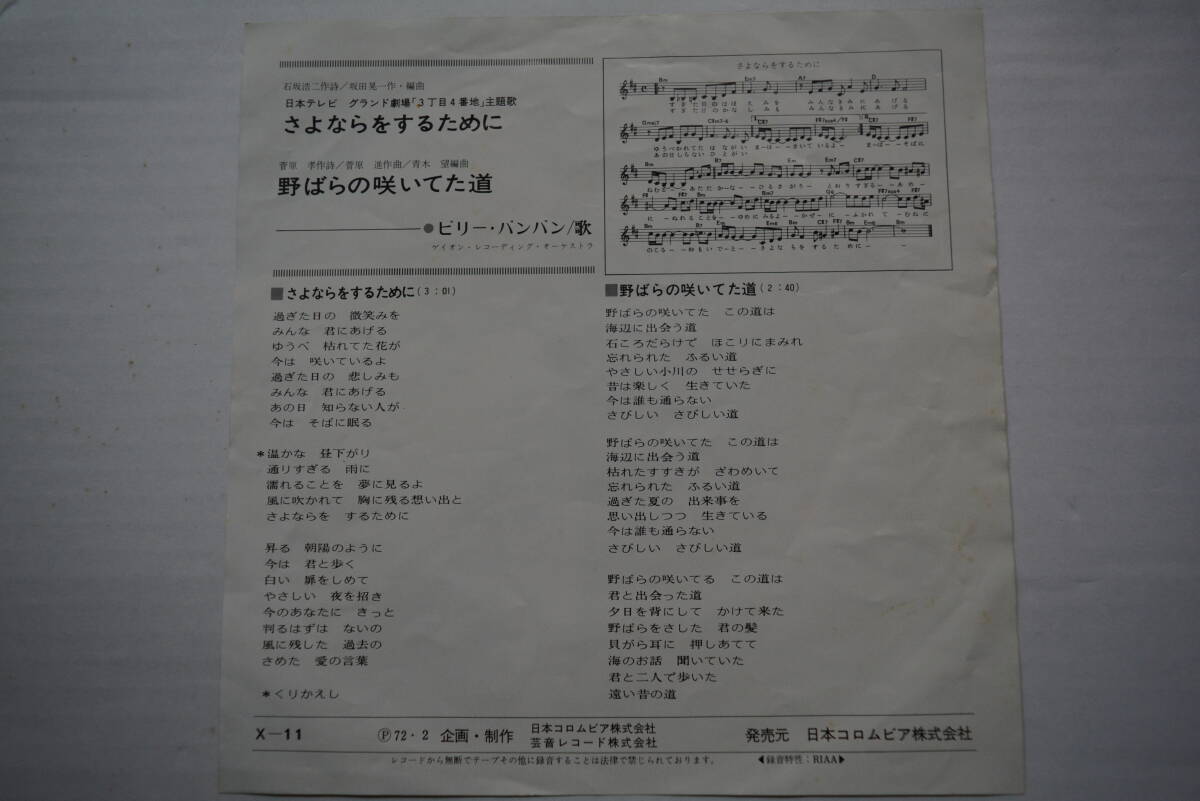 石坂浩二作詩/坂田晃一作・編曲
日本テレビ グランド劇場「3丁目4番地」主題歌
さよならをするために
菅原 孝作詩/菅原 進作曲/青木 望編曲
野ばらの咲いてた道
●ビリー・バンバン/歌
ゲイオン・レコーディング・オーケストラ
さよならをするために
■さよならをするために(3:01)
過ぎた日の 微笑みを
みんな 君にあげる
ゆうべ 枯れてた花が
今は 咲いているよ
過ぎた日の 悲しみも
みんな 君にあげる
あの日 知らない人が
今は そばに眠る
*温かな 昼下がり
通りすぎる 雨に
濡れることを 夢に見るよ
風に吹かれて 胸に残る想い出と
さよならを するために
昇る 朝陽のように
今は 君と歩く
白い 扉をしめて
やさしい 夜を招き
今のあなたに きっと
判るはずは ないの
風に残した 過去の
さめた 愛の言葉
*くりかえし
■野ばらの咲いてた道(2:40)
野ばらの咲いてた この道は
海辺に出会う道
石ころだらけで ほこりにまみれ
忘れられた ふるい道
やさしい小川の せせらぎに
昔は楽しく 生きていた
今は誰も通らない
さびしい さびしい道
野ばらの咲いてた この道は
海辺に出会う道
枯れたすすきが ざわめいて
忘れられた ふるい道
過ぎた夏の 出来事を
思い出しつつ 生きている
今は誰も通らない
さびしい さびしい道
野ばらの咲いてる この道は
君と出会った道
夕日を背にして かけて来た
野ばらをさした 君の髪
貝がら耳に 押しあてて
海のお話 聞いていた
君と二人で歩いた
遠い昔の道
X-11 Ⓟ72・2 企画・制作 日本コロムビア株式会社 芸音レコード株式会社 発売元 日本コロムビア株式会社
レコードから無断でテープその他に録音することは法律で禁じられております。 ◀録音特性:RIAA▶